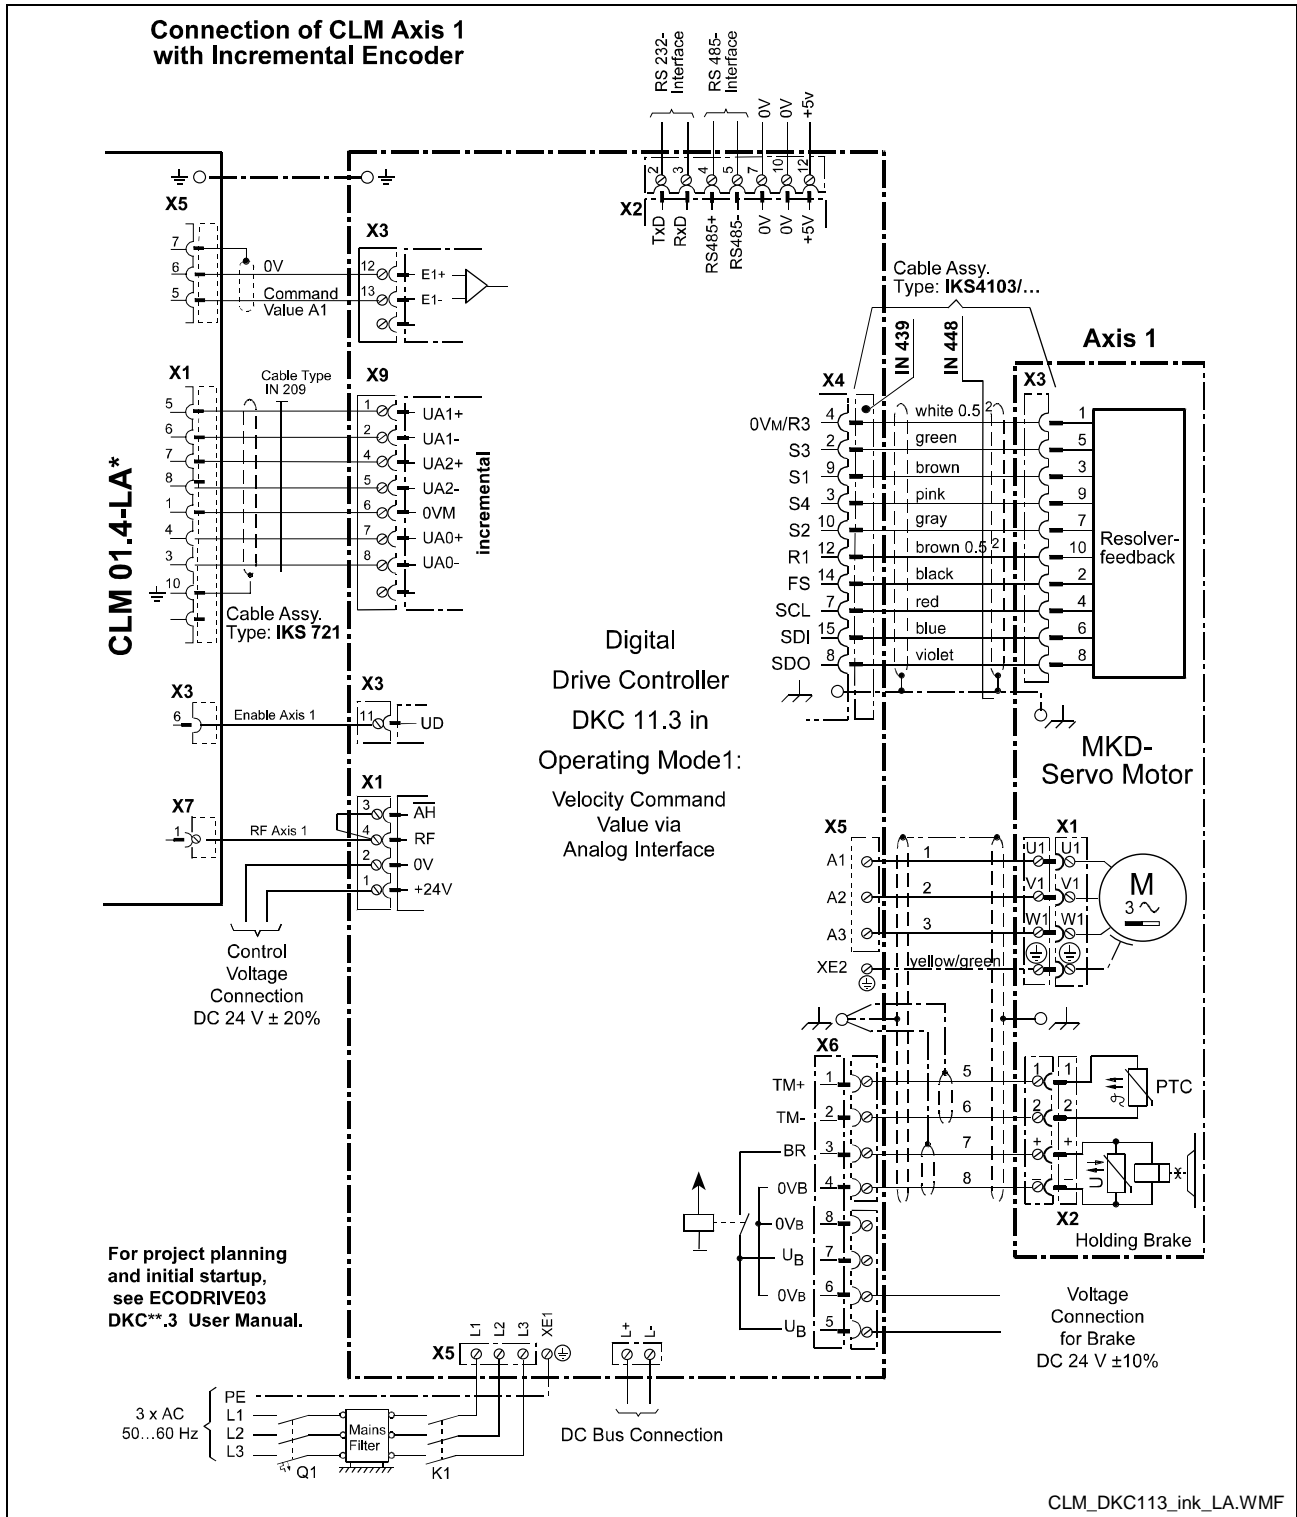 Connection of CLM Axis 1
with Incremental Encoder
RS 232-
Interface
RS 485-
Interface
0V
0V
+5v
2
3
4
5
7
10
12
X2
TxD
RxD
RS485+
RS485-
0V
0V
+5V
CLM 01.4-LA*
X5
7
6
5
0V
Command
Value A1
X3
12
13
E1+
E1-
X1
5
6
7
8
1
4
3
10
Cable Type
IN 209
Cable Assy.
Type: IKS 721
X9
1
2
4
5
6
7
8
UA1+
UA1-
UA2+
UA2-
0VM
UA0+
UA0-
incremental
X3
6
Enable Axis 1
X3
11
UD
X7
1
RF Axis 1
X1
3
4
2
1
AH
RF
0V
+24V
Control
Voltage
Connection
DC 24 V ± 20%
Digital
Drive Controller
DKC 11.3 in
Operating Mode1:
Velocity Command
Value via
Analog Interface
Cable Assy.
Type: IKS4103/…
IN 439
IN 448
Axis 1
X4
X3
0VM/R3 4 white 0.5 2 1
S3 2 green 5
S1 9 brown 3
S4 3 pink 9
S2 10 gray 7
R1 12 brown 0.5 2 10
FS 14 black 2
SCL 7 red 4
SDI 15 blue 6
SDO 8 violet 8
Resolver-
feedback
MKD-
Servo Motor
X5
X1
A1 1 U1 U1
A2 2 V1 V1
A3 3 W1 W1
XE2 yellow/green
M
3
X6
TM+ 1 5 1 1
TM- 2 6 2 2
BR 3 7 + +
0VB 4 8 – –
0VB 8
UB 7
0VB 6
UB 5
PTC
ϑ
U
X2
Holding Brake
Voltage
Connection
for Brake
DC 24 V ±10%
For project planning
and initial startup,
see ECODRIVE03
DKC**.3 User Manual.
X5
L1
L2
L3
XE1
L+
L-
PE
L1
L2
L3
3 x AC
50…60 Hz
Q1
Mains
Filter
K1
DC Bus Connection
CLM_DKC113_ink_LA.WMF